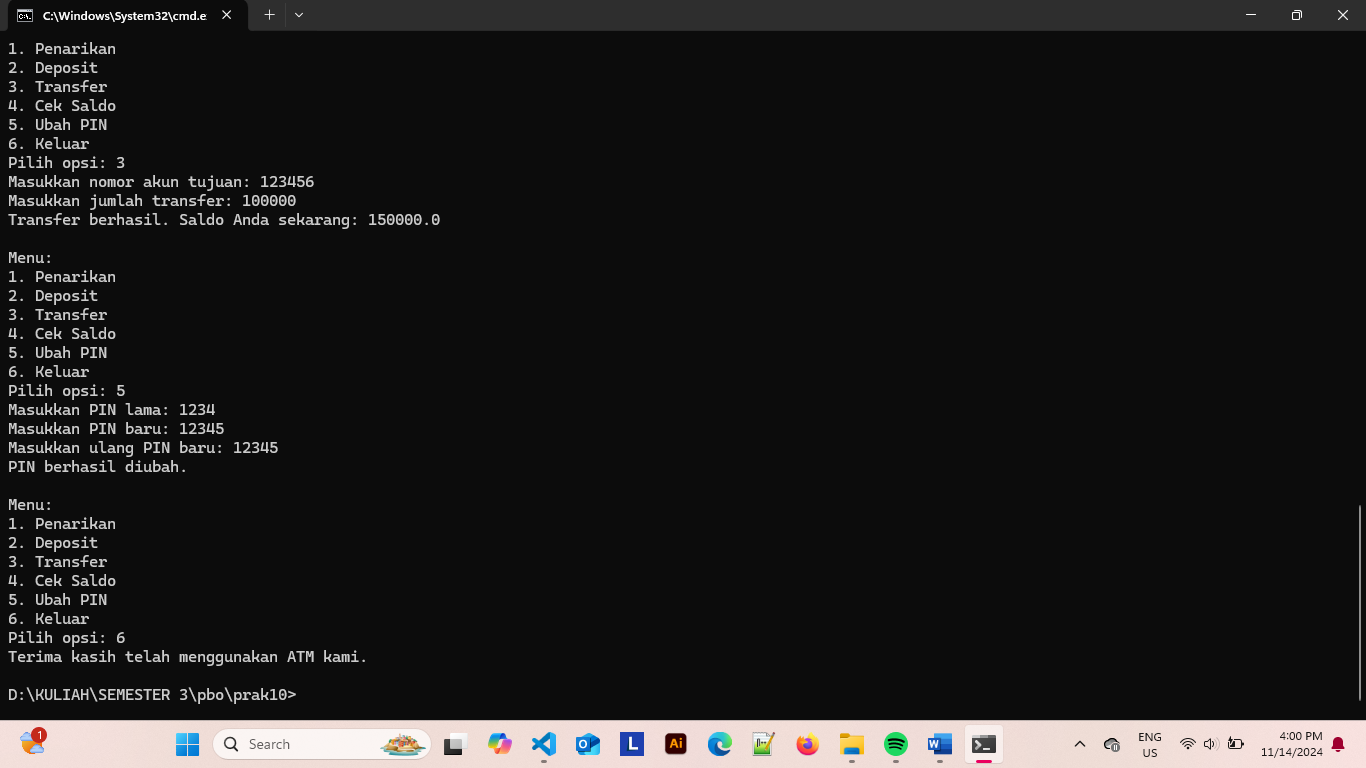 C:\Windows\System32\cmd.e
1. Penarikan
2. Deposit
3. Transfer
4. Cek Saldo
5. Ubah PIN
6. Keluar
Pilih opsi: 3
Masukkan nomor akun tujuan: 123456
Masukkan jumlah transfer: 100000
Transfer berhasil. Saldo Anda sekarang: 150000.0
Menu:
1. Penarikan
2. Deposit
3. Transfer
4. Cek Saldo
5. Ubah PIN
6. Keluar
Pilih opsi: 5
Masukkan PIN lama: 1234
Masukkan PIN baru: 12345
Masukkan ulang PIN baru: 12345
PIN berhasil diubah.
Menu:
1. Penarikan
2. Deposit
3. Transfer
4. Cek Saldo
5. Ubah PIN
6. Keluar
Pilih opsi: 6
Terima kasih telah menggunakan ATM kami.
D:\KULIAH\SEMESTER 3\pbo\prak10>
1
Search
L
Ai
ENG
US
4:00 PM
11/14/2024